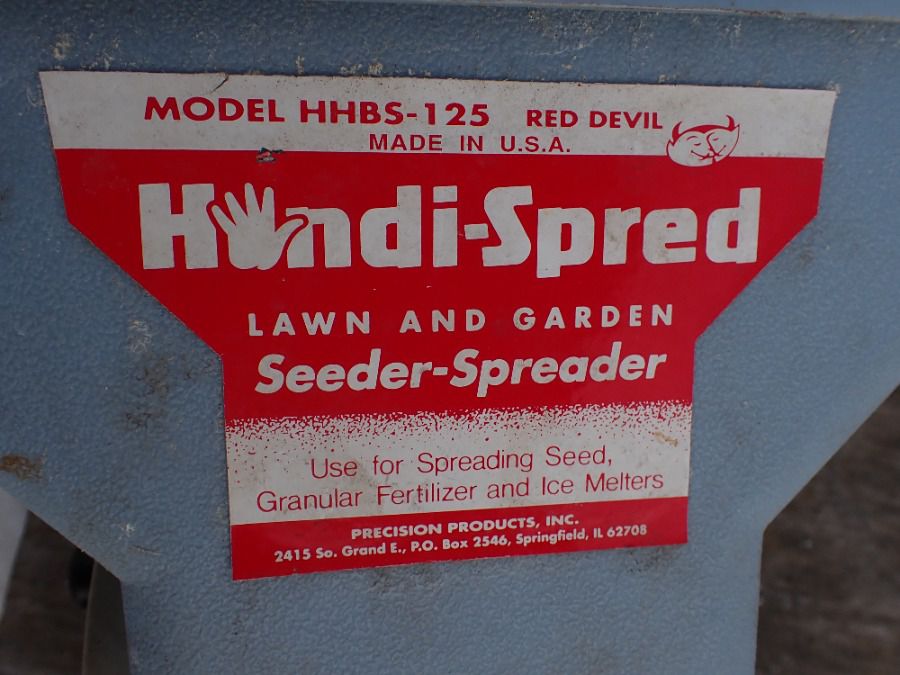 MODEL HHBS-125 RED DEVIL
MADE IN U.S.A.
Handi-Spred
LAWN AND GARDEN
Seeder-Spreader
Use for Spreading Seed,
Granular Fertilizer and Ice Melters
PRECISION PRODUCTS, INC.
2415 So. Grand E., P.O. Box 2546, Springfield, IL 62708